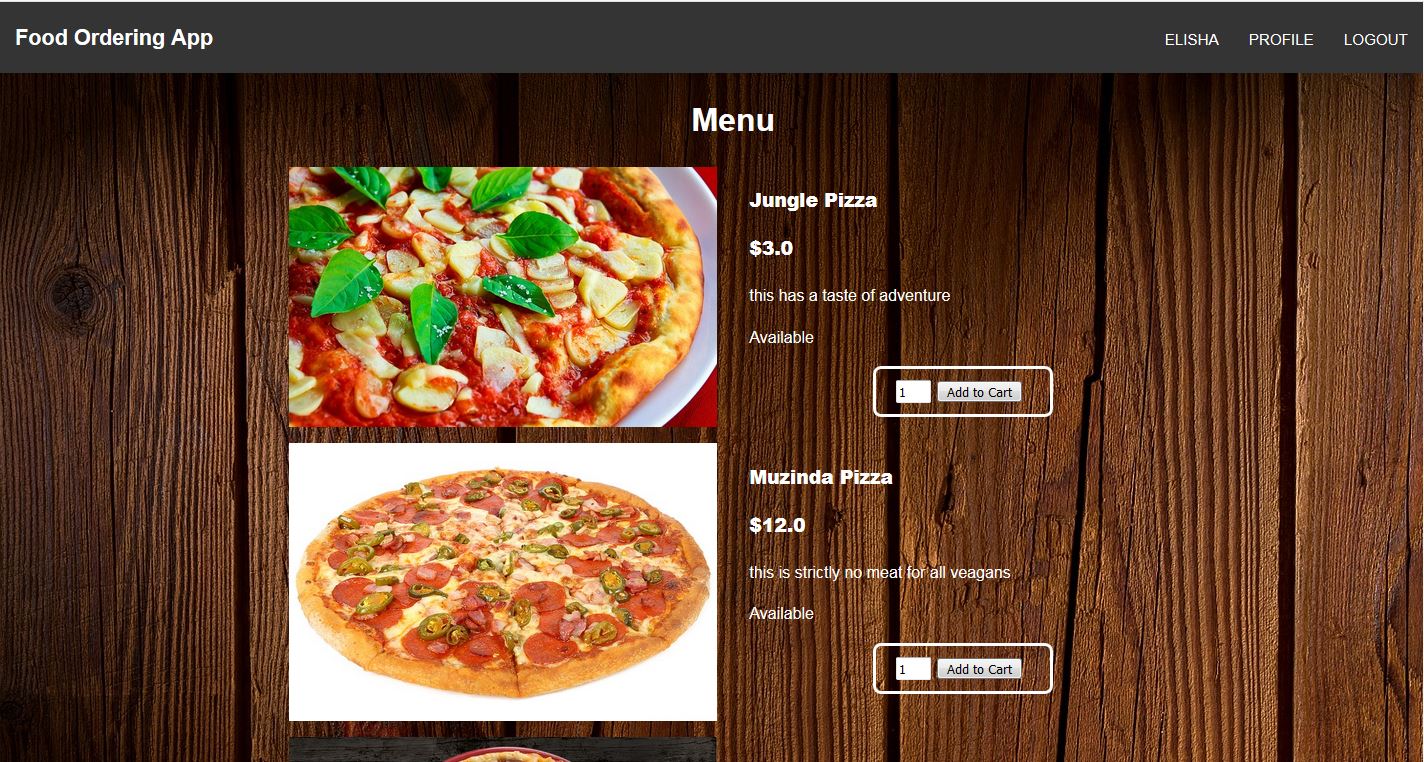 Food Ordering App
ELISHA PROFILE LOGOUT
Menu
Jungle Pizza
$3.0
this has a taste of adventure
Available
1 Add to Cart
Muzinda Pizza
$12.0
this is strictly no meat for all veagans
Available
1 Add to Cart